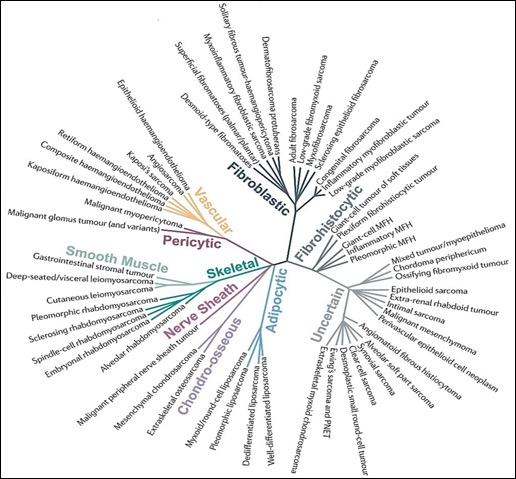 Fibroblastic
Superficial fibromatoses (palmar/plantar)
Desmoid-type fibromatoses
Solitary fibrous tumour-haemangiopericytoma
Myxoinflammatory fibroblastic sarcoma
Dermatofibrosarcoma protuberans
Adult fibrosarcoma
Low-grade fibromyxoid sarcoma
Myxofibrosarcoma
Sclerosing epithelioid fibrosarcoma
Congenital fibrosarcoma
Inflammatory myofibroblastic tumour
Low-grade myofibroblastic sarcoma
Fibrohistocytic
Giant-cell tumour of soft tissues
Plexiform fibrohistiocytic tumour
Giant-cell MFH
Inflammatory MFH
Pleomorphic MFH
Uncertain
Mixed tumour/myoepithelioma
Chordoma periphericum
Ossifying fibromyxoid tumour
Epithelioid sarcoma
Extra-renal rhabdoid tumour
Intimal sarcoma
Malignant mesenchymoma
Perivascular epithelioid cell neoplasm
Angiomatoid fibrous histiocytoma
Alveolar soft part sarcoma
Synovial sarcoma
Clear cell sarcoma
Desmoplastic small round-cell tumour
Ewing's sarcoma and PNET
Extraskeletal myxoid chondrosarcoma
Adipocytic
Well-differentiated liposarcoma
Dedifferentiated liposarcoma
Pleomorphic liposarcoma
Myxoid/round-cell liposarcoma
Chondro-osseous
Extraskeletal osteosarcoma
Mesenchymal chondrosarcoma
Nerve Sheath
Malignant peripheral nerve sheath tumour
Skeletal
Alveolar rhabdomyosarcoma
Embryonal rhabdomyosarcoma
Spindle-cell rhabdomyosarcoma
Sclerosing rhabdomyosarcoma
Pleomorphic rhabdomyosarcoma
Smooth Muscle
Cutaneous leiomyosarcoma
Deep-seated/visceral leiomyosarcoma
Gastrointestinal stromal tumour
Pericytic
Malignant glomus tumour (and variants)
Malignant myopericytoma
Vascular
Kaposiform haemangioendothelioma
Composite haemangioendothelioma
Retiform haemangioendothelioma
Kaposi's sarcoma
Angiosarcoma
Epithelioid haemangioendothelioma